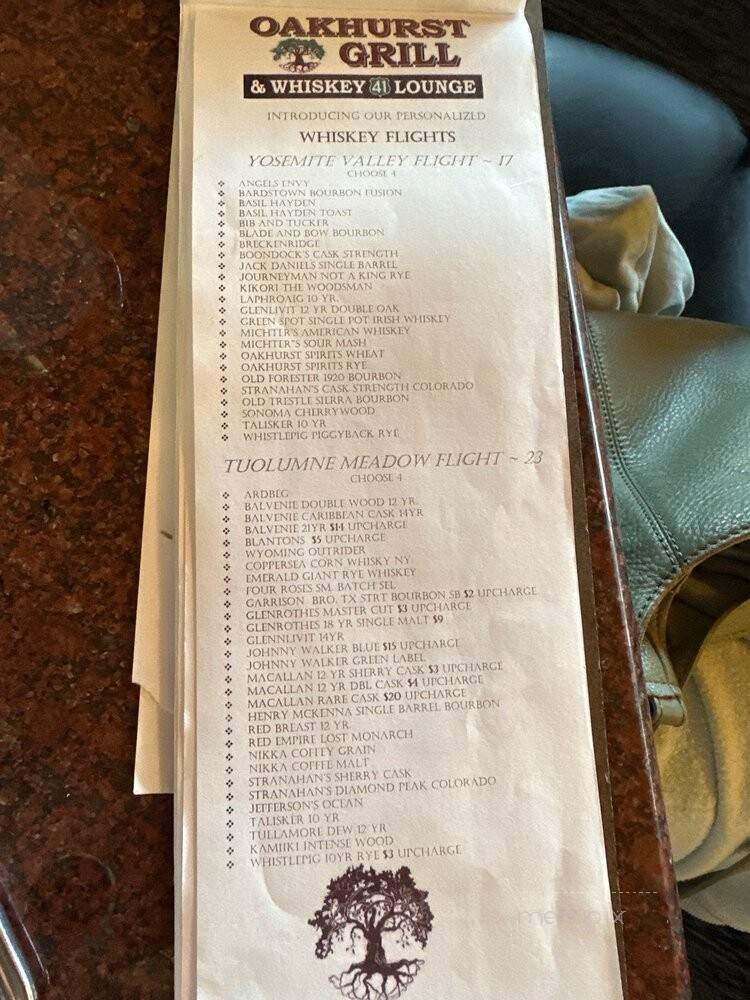 OAKHURST
GRILL
& WHISKEY 41 LOUNGE
INTRODUCING OUR PERSONALIZED
WHISKEY FLIGHTS
YOSEMITE VALLEY FLIGHT ~ 17
CHOOSE 4
ANGELS ENVY
BARDSTOWN BOURBON FUSION
BASIL HAYDEN
BASIL HAYDEN TOAST
BIB AND TUCKER
BLADE AND BOW BOURBON
BRECKENRIDGE
BOONDOCK'S CASK STRENGTH
JACK DANIELS SINGLE BARREL
JOURNEYMAN NOT A KING RYE
KIKORI THE WOODSMAN
LAPHROAIG 10 YR.
GLENLIVIT 12 YR DOUBLE OAK
GREEN SPOT SINGLE POT IRISH WHISKEY
MICHTER'S AMERICAN WHISKEY
MICHTER'S SOUR MASH
OAKHURST SPIRITS WHEAT
OAKHURST SPIRITS RYE
OLD FORESTER 1920 BOURBON
STRANAHAN'S CASK STRENGTH COLORADO
OLD TRESTLE SIERRA BOURBON
SONOMA CHERRYWOOD
TALISKER 10 YR
WHISTLEPIG PIGGYBACK RYE
TUOLUMNE MEADOW FLIGHT ~ 23
CHOOSE 4
ARDBEG
BALVENIE DOUBLE WOOD 12 YR.
BALVENIE CARIBBEAN CASK 14YR
BALVENIE 21YR $14 UPCHARGE
BLANTONS $5 UPCHARGE
WYOMING OUTRIDER
COPPERSEA CORN WHISKY NY
EMERALD GIANT RYE WHISKEY
FOUR ROSES SM. BATCH SEL
GARRISON BRO. TX STRT BOURBON SB $2 UPCHARGE
GLENROTHES MASTER CUT $3 UPCHARGE
GLENROTHES 18 YR SINGLE MALT $9
GLENNLIVIT 14YR
JOHNNY WALKER BLUE $15 UPCHARGE
JOHNNY WALKER GREEN LABEL
MACALLAN 12 YR SHERRY CASK $3 UPCHARGE
MACALLAN 12 YR DBL CASK $4 UPCHARGE
MACALLAN RARE CASK $20 UPCHARGE
HENRY MCKENNA SINGLE BARREL BOURBON
RED BREAST 12 YR.
RED EMPIRE LOST MONARCH
NIKKA COFFEY GRAIN
NIKKA COFFEE MALT
STRANAHAN'S SHERRY CASK
STRANAHAN'S DIAMOND PEAK COLORADO
JEFFERSON'S OCEAN
TALISKER 10 YR
TULLAMORE DEW 12 YR
KAMIIKI INTENSE WOOD
WHISTLEPIG 10YR RYE $3 UPCHARGE